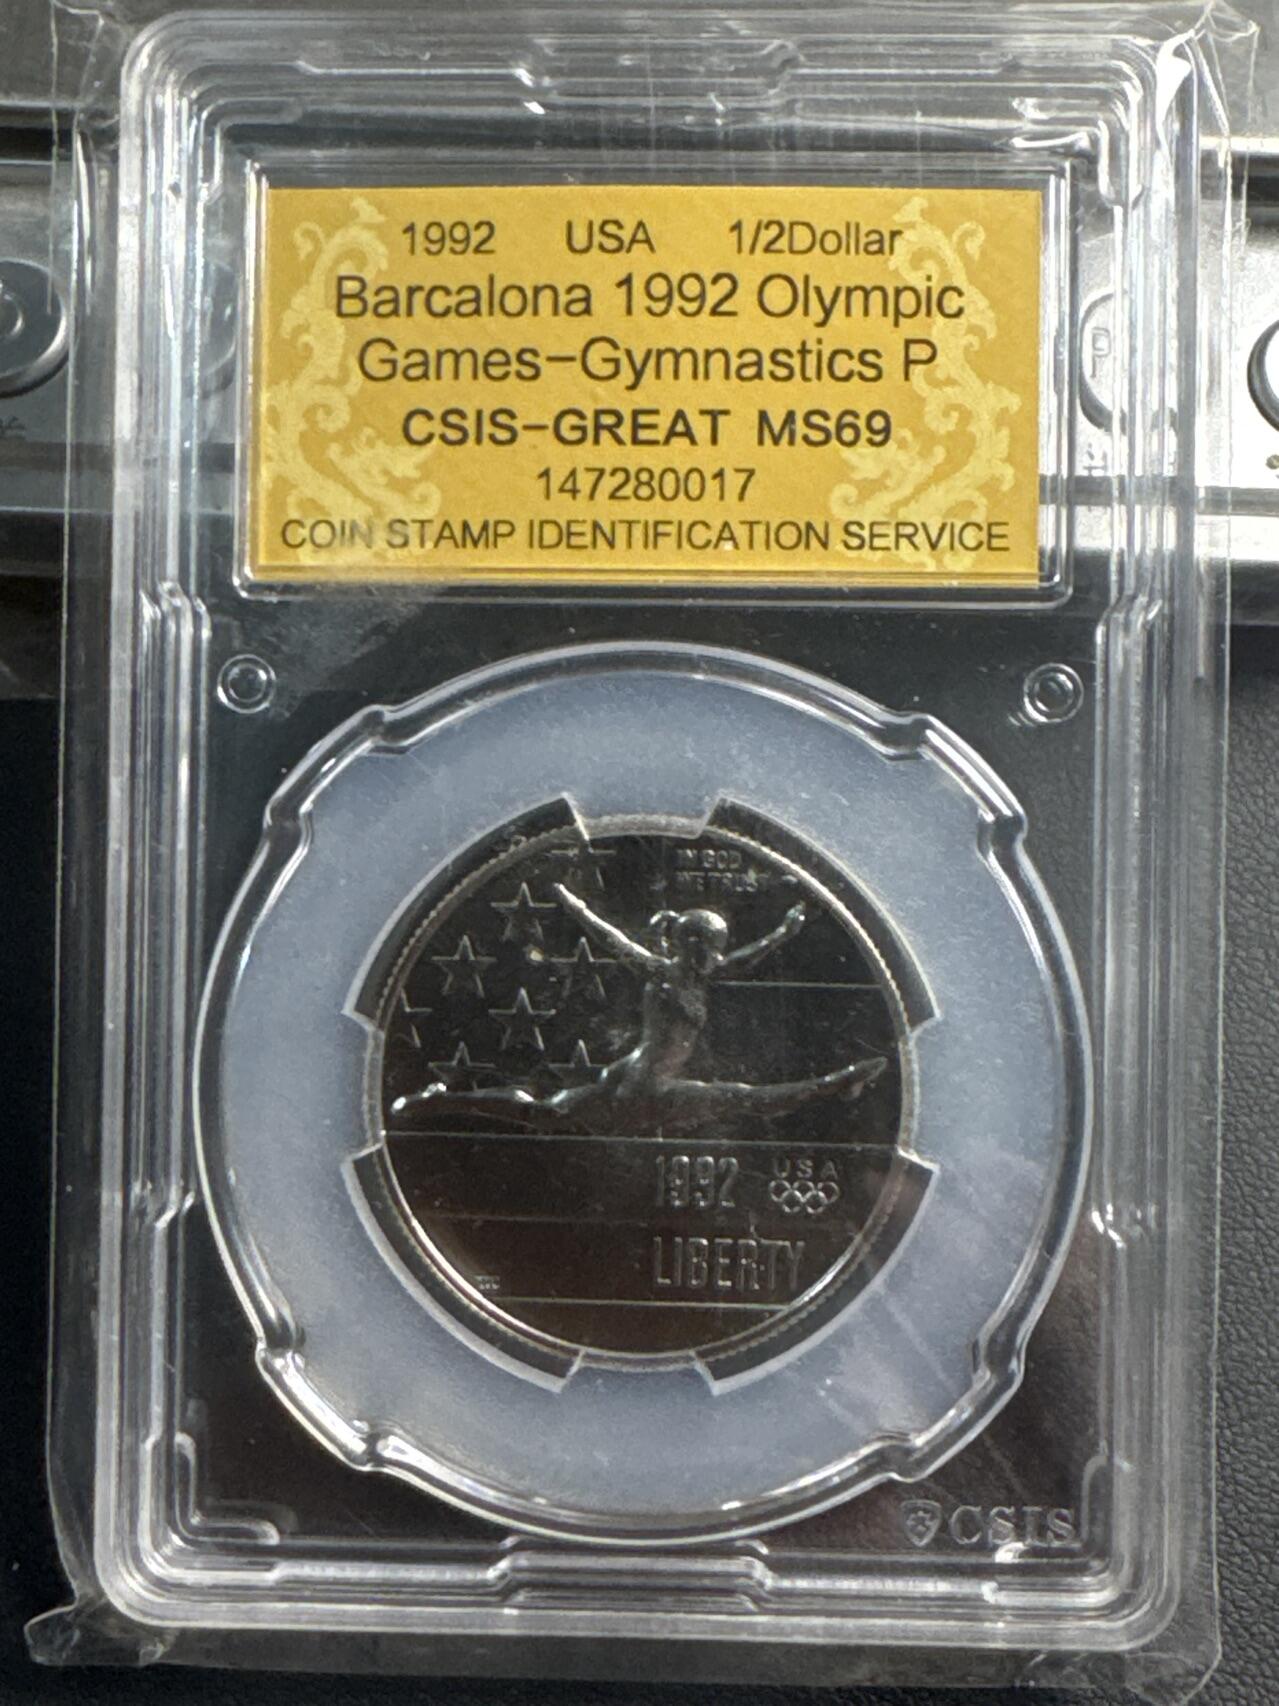 1992 USA 1/2Dollar
Barcalona 1992 Olympic
Games-Gymnastics P
CSIS-GREAT MS69
147280017
COIN STAMP IDENTIFICATION SERVICE
IN GOD
WE TRUST
1992 USA
LIBERTY
CSIS